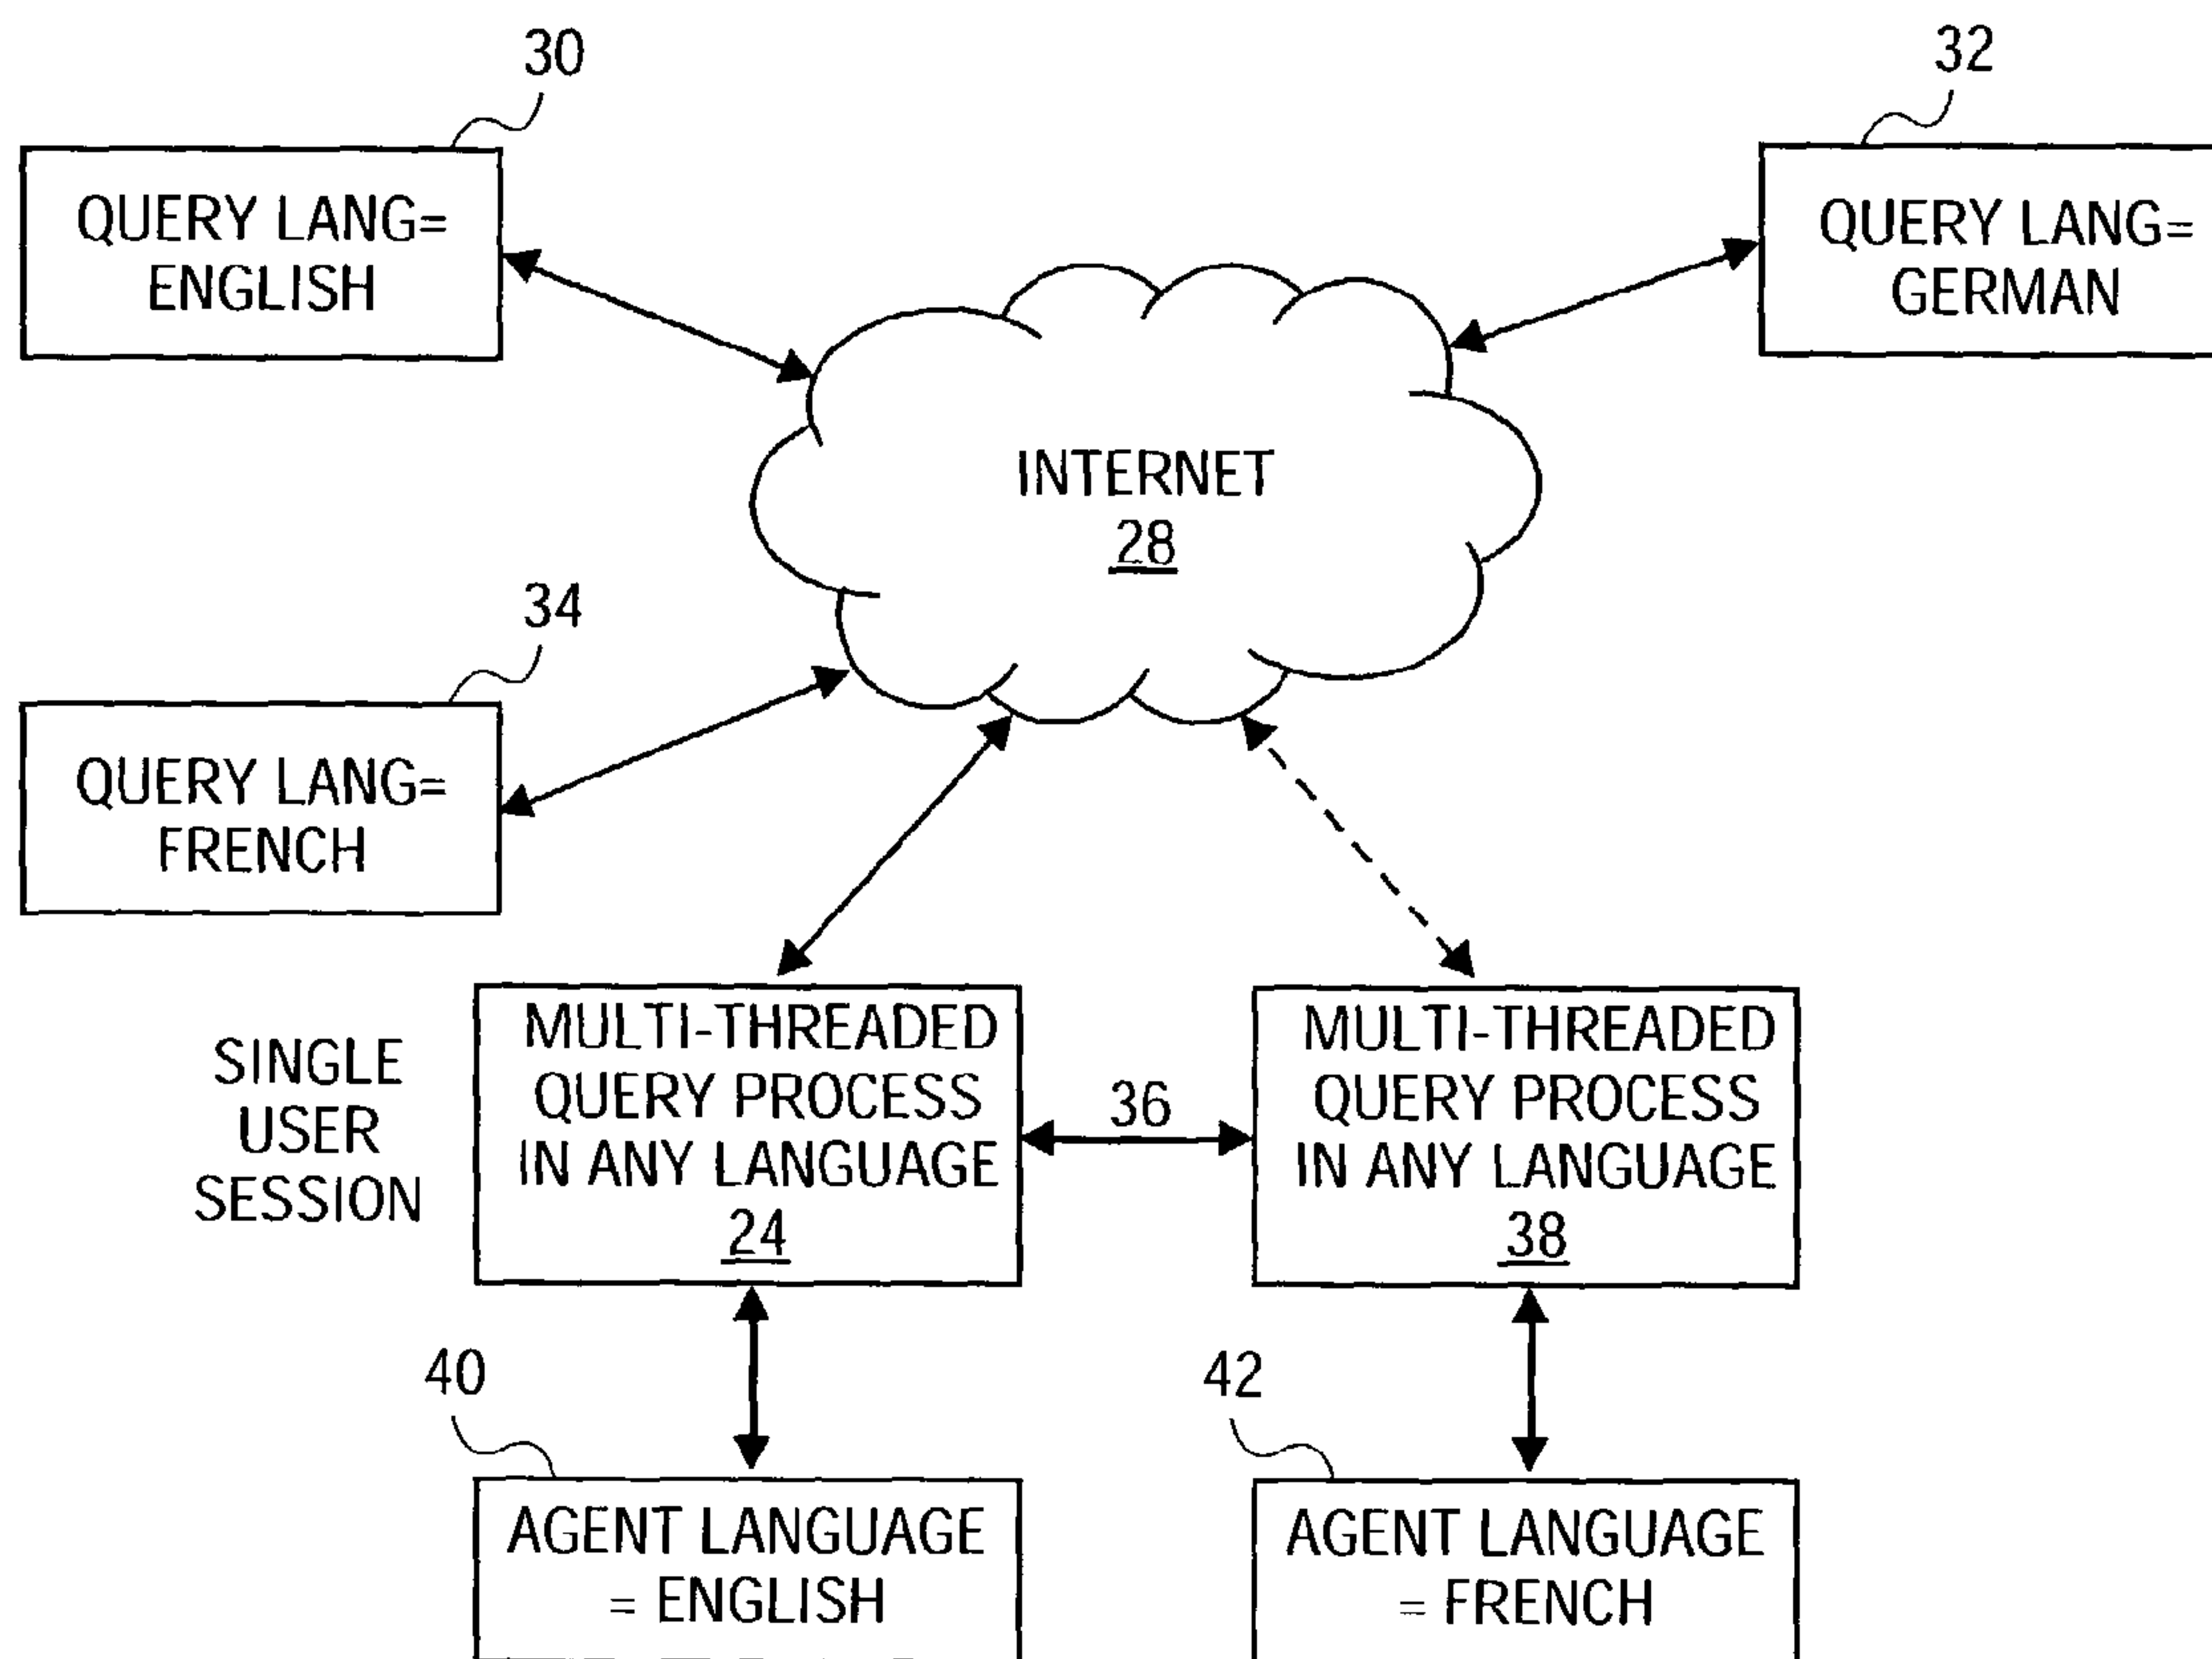 30
32
QUERY LANG=
ENGLISH
QUERY LANG=
GERMAN
INTERNET
28
34
QUERY LANG=
FRENCH
SINGLE
USER
SESSION
MULTI-THREADED
QUERY PROCESS
IN ANY LANGUAGE
24
36
MULTI-THREADED
QUERY PROCESS
IN ANY LANGUAGE
38
40
42
AGENT LANGUAGE
= ENGLISH
AGENT LANGUAGE
= FRENCH